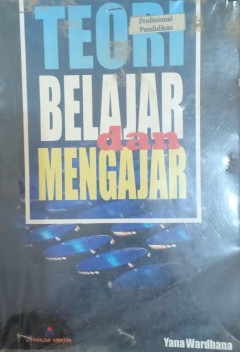 TEORI
Profesional
Pendidikan
BELAJAR
dan
MENGAJAR
Yana Wardhana